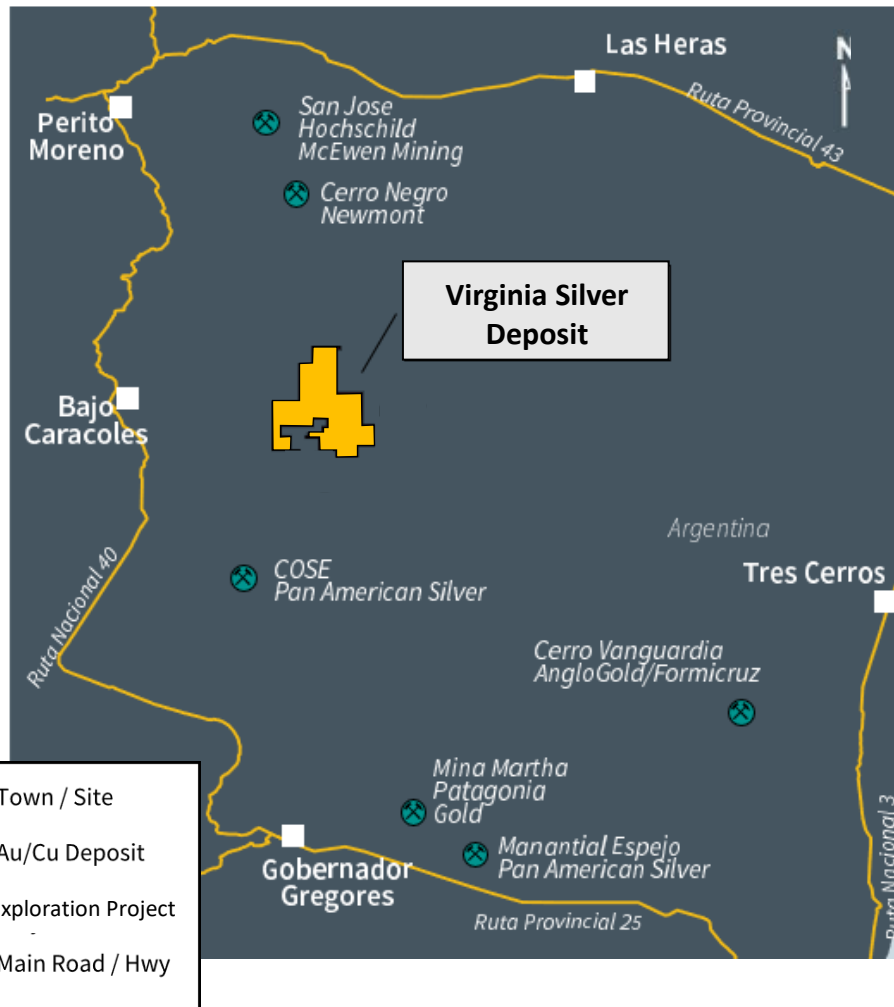 Las Heras
N
Ruta Provincial 43
Perito
Moreno
San Jose
Hochschild
McEwen Mining
Cerro Negro
Newmont
Virginia Silver
Deposit
Bajo
Caracoles
Argentina
Ruta Nacional 40
COSE
Pan American Silver
Tres Cerros
Cerro Vanguardia
AngloGold/Formicruz
Mina Martha
Patagonia
Gold
Manantial Espejo
Pan American Silver
Gobernador
Gregores
Ruta Provincial 25
Ruta Nacional 3
Town / Site
Au/Cu Deposit
xploration Project
Main Road / Hwy